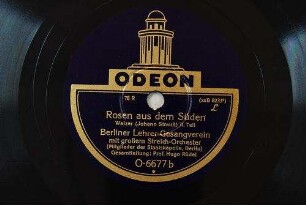 ODEON
Rosen aus dem Süden
Walzer (Johann Strauß) II. Teil
Berliner Lehrer-Gesangverein
mit großem Streich-Orchester
(Mitglieder der Staatskapelle, Berlin)
Gesamtleitung: Prof. Hugo Rüdel
O-6677 b